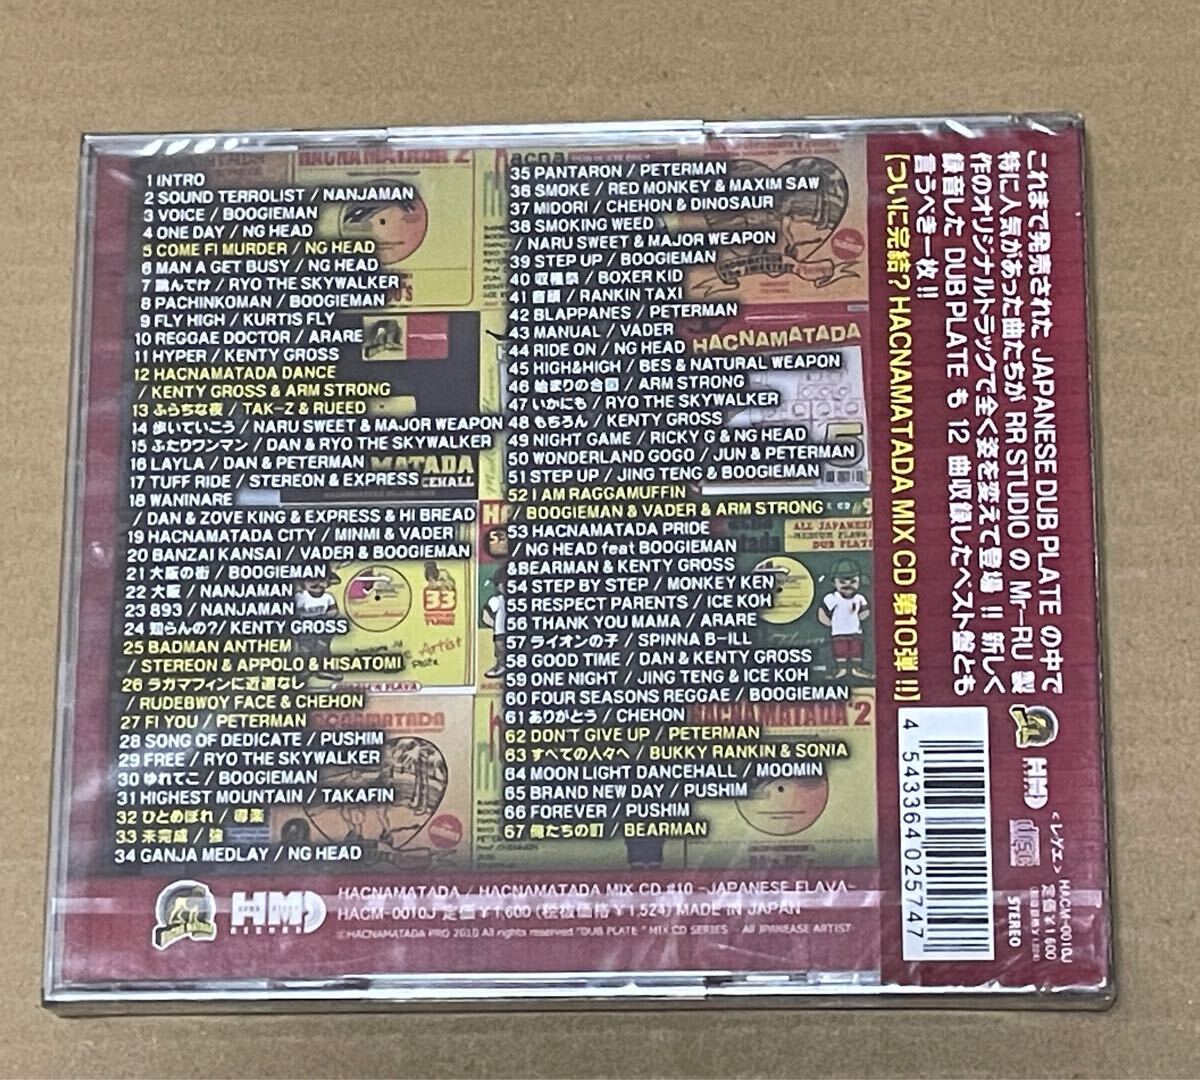 1 INTRO
2 SOUND TERROLIST / NANJAMAN
3 VOICE / BOOGIEMAN
4 ONE DAY / NG HEAD
5 COME FI MURDER / NG HEAD
6 MAN A GET BUSY / NG HEAD
7 跳んでけ / RYO THE SKYWALKER
8 PACHINKOMAN / BOOGIEMAN
9 FLY HIGH / KURTIS FLY
10 REGGAE DOCTOR / ARARE
11 HYPER / KENTY GROSS
12 HACNAMATADA DANCE
/ KENTY GROSS & ARM STRONG
13 ふらちな夜 / TAK-Z & RUEED
14 歩いていこう / NARU SWEET & MAJOR WEAPON
15 ふたりワンマン / DAN & RYO THE SKYWALKER
16 LAYLA / DAN & PETERMAN
17 TUFF RIDE / STEREON & EXPRESS
18 WANINARE
/ DAN & ZOVE KING & EXPRESS & HI BREAD
19 HACNAMATADA CITY / MINMI & VADER
20 BANZAI KANSAI / VADER & BOOGIEMAN
21 大阪の街 / BOOGIEMAN
22 大阪 / NANJAMAN
23 893 / NANJAMAN
24 知らんの? / KENTY GROSS
25 BADMAN ANTHEM
/ STEREON & APPOLO & HISATOMI
26 ラガマフィンに近道なし
/ RUDEBWOY FACE & CHEHON
27 FI YOU / PETERMAN
28 SONG OF DEDICATE / PUSHIM
29 FREE / RYO THE SKYWALKER
30 ゆれてこ / BOOGIEMAN
31 HIGHEST MOUNTAIN / TAKAFIN
32 ひとめぼれ / 導楽
33 未完成 / 強
34 GANJA MEDLAY / NG HEAD
35 PANTARON / PETERMAN
36 SMOKE / RED MONKEY & MAXIM SAW
37 MIDORI / CHEHON & DINOSAUR
38 SMOKING WEED
/ NARU SWEET & MAJOR WEAPON
39 STEP UP / BOOGIEMAN
40 収穫祭 / BOXER KID
41 音頭 / RANKIN TAXI
42 BLAPPANES / PETERMAN
43 MANUAL / VADER
44 RIDE ON / NG HEAD
45 HIGH&HIGH / BES & NATURAL WEAPON
46 始まりの合図 / ARM STRONG
47 いかにも / RYO THE SKYWALKER
48 もちろん / KENTY GROSS
49 NIGHT GAME / RICKY G & NG HEAD
50 WONDERLAND GOGO / JUN & PETERMAN
51 STEP UP / JING TENG & BOOGIEMAN
52 I AM RAGGAMUFFIN
/ BOOGIEMAN & VADER & ARM STRONG
53 HACNAMATADA PRIDE
/ NG HEAD feat BOOGIEMAN
&BEARMAN & KENTY GROSS
54 STEP BY STEP / MONKEY KEN
55 RESPECT PARENTS / ICE KOH
56 THANK YOU MAMA / ARARE
57 ライオンの子 / SPINNA B-ILL
58 GOOD TIME / DAN & KENTY GROSS
59 ONE NIGHT / JING TENG & ICE KOH
60 FOUR SEASONS REGGAE / BOOGIEMAN
61 ありがとう / CHEHON
62 DON'T GIVE UP / PETERMAN
63 すべての人々へ / BUKKY RANKIN & SONIA
64 MOON LIGHT DANCEHALL / MOOMIN
65 BRAND NEW DAY / PUSHIM
66 FOREVER / PUSHIM
67 俺たちの町 / BEARMAN
HACNAMATADA / HACNAMATADA MIX CD #10 -JAPANESE FLAVA-
HACM-0010J 定価￥1,600 (税抜価格￥1,524) MADE IN JAPAN
©HACNAMATADA PRO 2010 All rights reserved "DUB PLATE" MIX CD SERIES - All JPANEASE ARTIST-
これまで発売された JAPANESE DUB PLATE の中で
特に人気があった曲たちが RR STUDIO の Mr-RU 製
作のオリジナルトラックで全く姿を変えて登場 !! 新しく
録音した DUB PLATE も 12 曲収録したベスト盤とも
言うべき一枚 !!
[ついに完結? HACNAMATADA MIX CD 第10弾 !!]
4 543364 025747
HMD
＜レゲエ＞
HACM-0010J
定価￥1600
STEREO
HACNAMATADA
HACNAMATADA'2